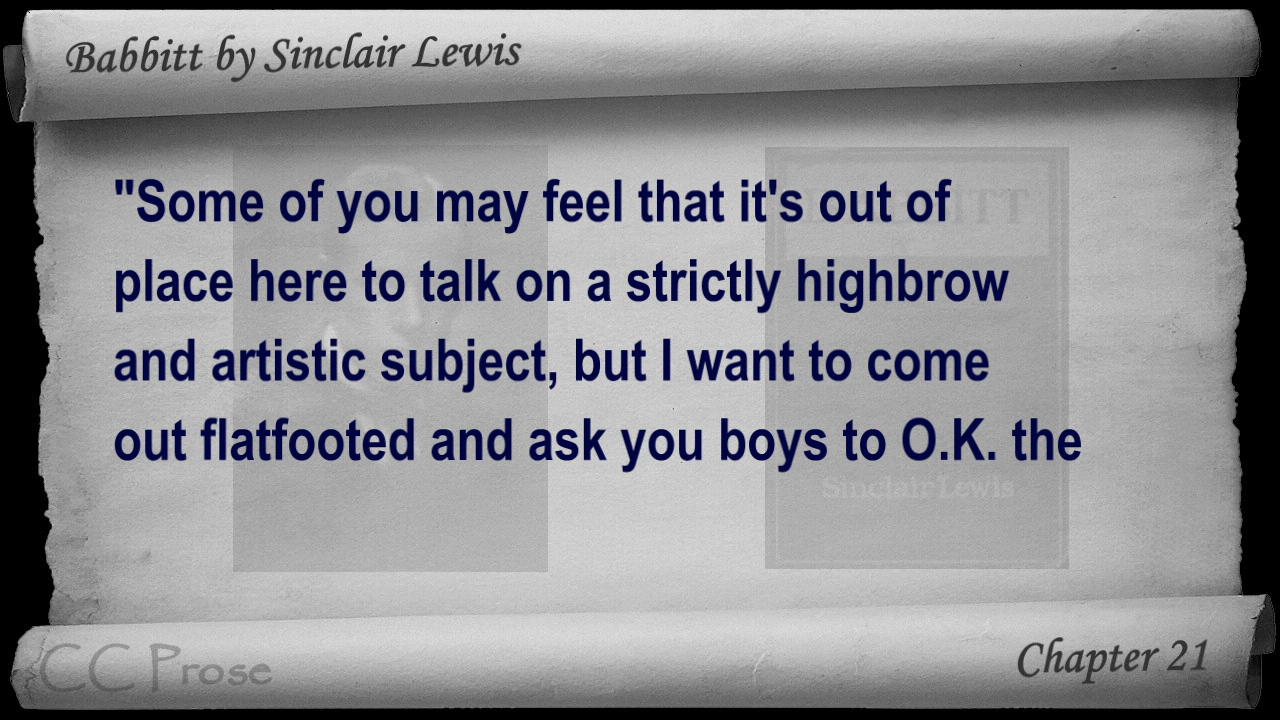 Babbitt by Sinclair Lewis
"Some of you may feel that it's out of
place here to talk on a strictly highbrow
and artistic subject, but I want to come
out flatfooted and ask you boys to O.K. the
Sinclair Lewis
CC Prose
Chapter 21